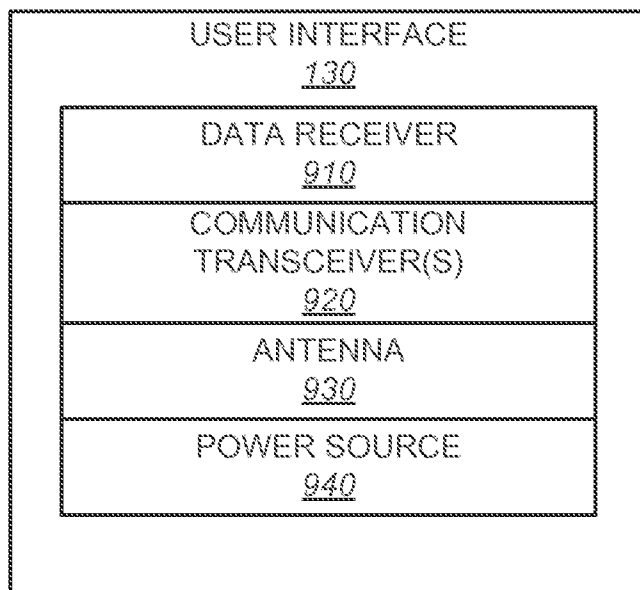 USER INTERFACE
130
DATA RECEIVER
910
COMMUNICATION
TRANSCEIVER(S)
920
ANTENNA
930
POWER SOURCE
940